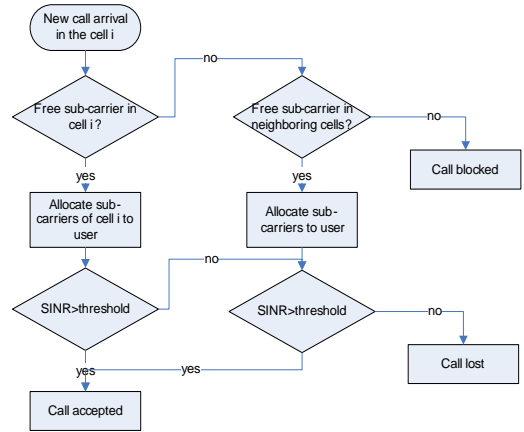 New call arrival
in the cell i
no
Free sub-carrier in
cell i?
Free sub-carrier in
neighboring cells?
no
Call blocked
yes
yes
Allocate sub-
carriers of cell i to
user
Allocate sub-
carriers to user
no
SINR>threshold
SINR>threshold
no
Call lost
yes
yes
Call accepted